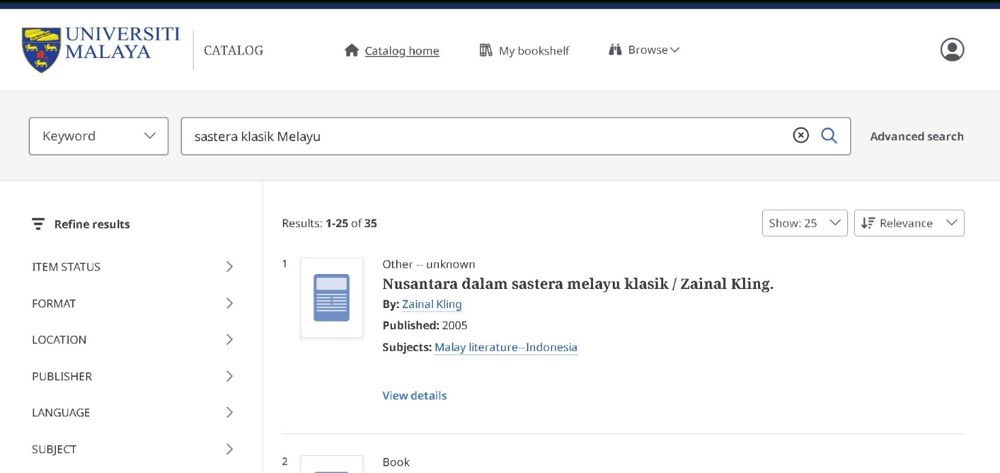 UNIVERSITI
MALAYA
CATALOG
Catalog home
My bookshelf
Browse
Keyword
sastera klasik Melayu
Advanced search
Refine results
ITEM STATUS
FORMAT
LOCATION
PUBLISHER
LANGUAGE
SUBJECT
Results: 1-25 of 35
Show: 25
Relevance
1
Other -- unknown
Nusantara dalam sastera melayu klasik / Zainal Kling.
By: Zainal Kling
Published: 2005
Subjects: Malay literature--Indonesia
View details
2
Book